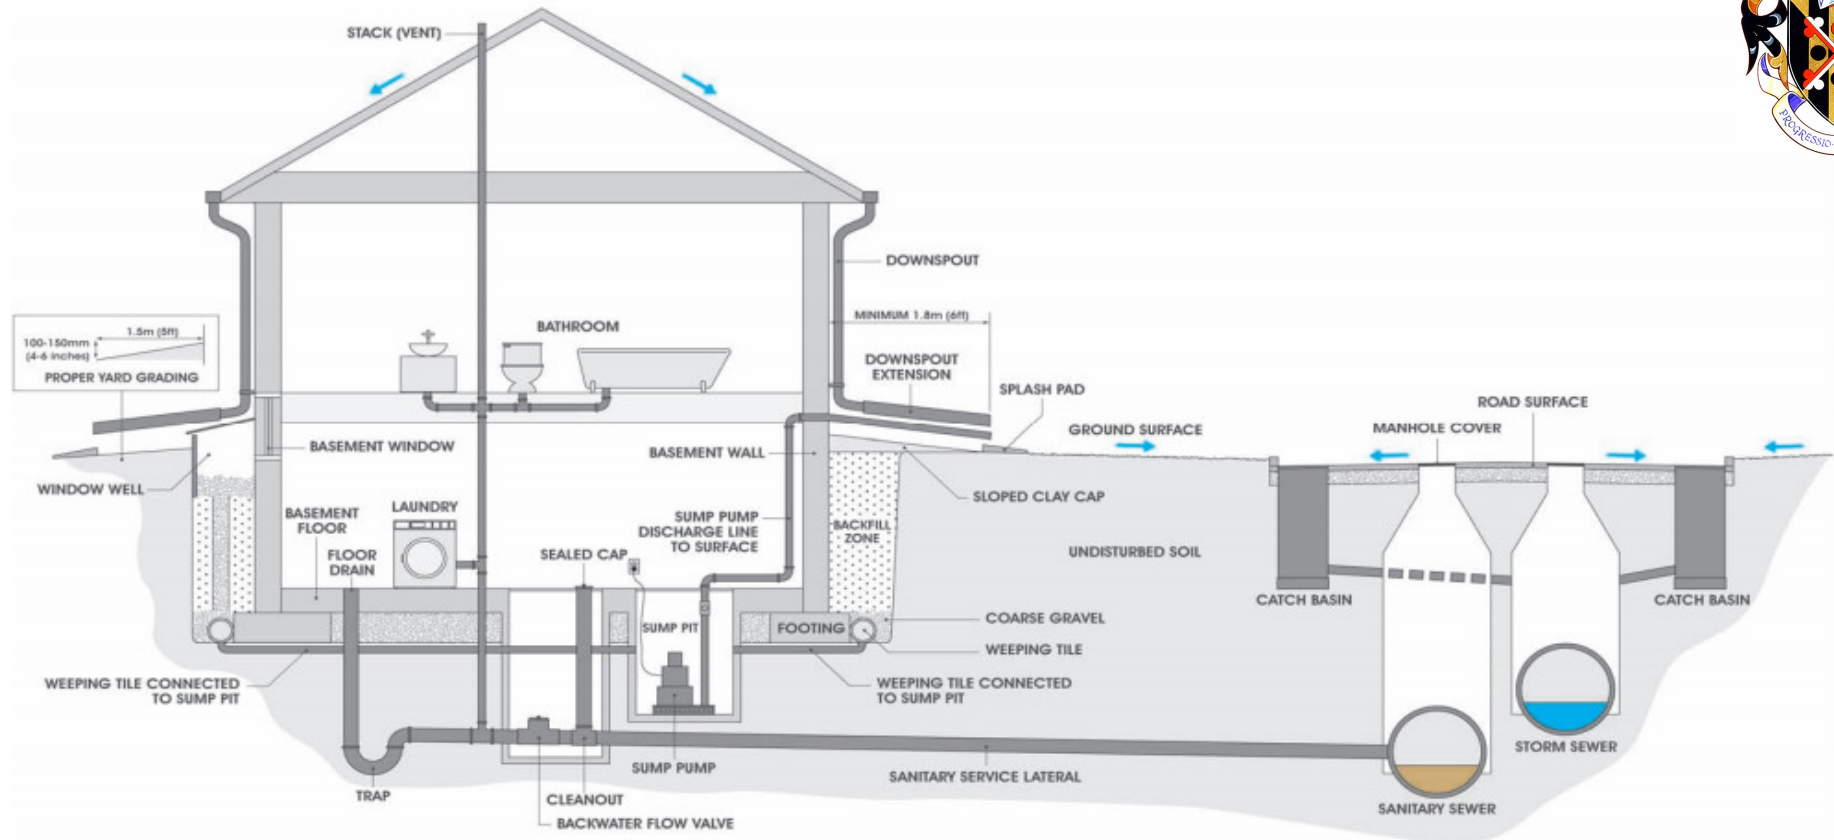 STACK (VENT)
PROGRESSIO
DOWNSPOUT
MINIMUM 1.8m (6ft)
1.5m (5ft)
100-150mm
(4-6 inches)
PROPER YARD GRADING
BATHROOM
DOWNSPOUT
EXTENSION
SPLASH PAD
ROAD SURFACE
MANHOLE COVER
GROUND SURFACE
BASEMENT WINDOW
BASEMENT WALL
WINDOW WELL
SLOPED CLAY CAP
BASEMENT
FLOOR
LAUNDRY
SUMP PUMP
DISCHARGE LINE
TO SURFACE
BACKFILL
ZONE
FLOOR
DRAIN
SEALED CAP
UNDISTURBED SOIL
CATCH BASIN
CATCH BASIN
COARSE GRAVEL
SUMP PIT
FOOTING
WEEPING TILE
WEEPING TILE CONNECTED
TO SUMP PIT
WEEPING TILE CONNECTED
TO SUMP PIT
STORM SEWER
SUMP PUMP
SANITARY SERVICE LATERAL
TRAP
CLEANOUT
SANITARY SEWER
BACKWATER FLOW VALVE